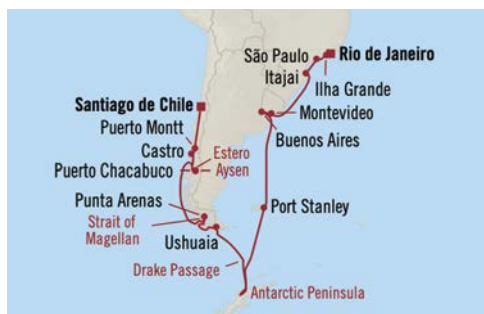 São Paulo
Rio de Janeiro
Itajai
Ilha Grande
Santiago de Chile
Montevideo
Puerto Montt
Buenos Aires
Castro
Estero
Aysen
Puerto Chacabuco
Punta Arenas
Port Stanley
Strait of
Magellan
Ushuaia
Drake Passage
Antarctic Peninsula